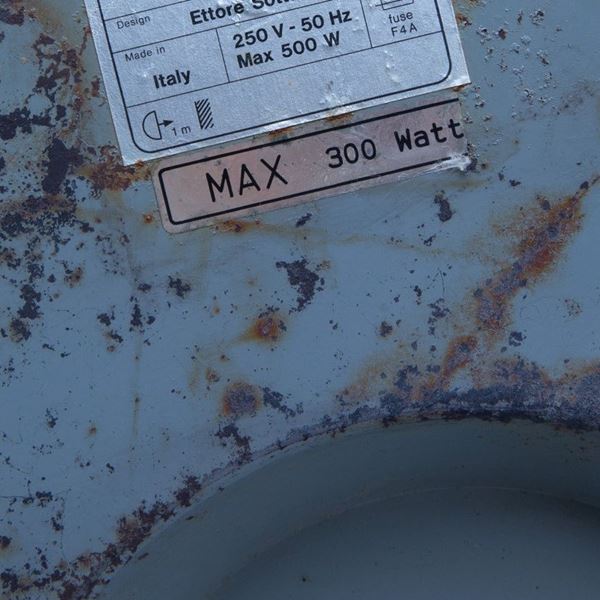 Design Ettore
Made in
Italy
250 V - 50 Hz
Max 500 W
fuse
F4A
1 m
MAX 300 Watt